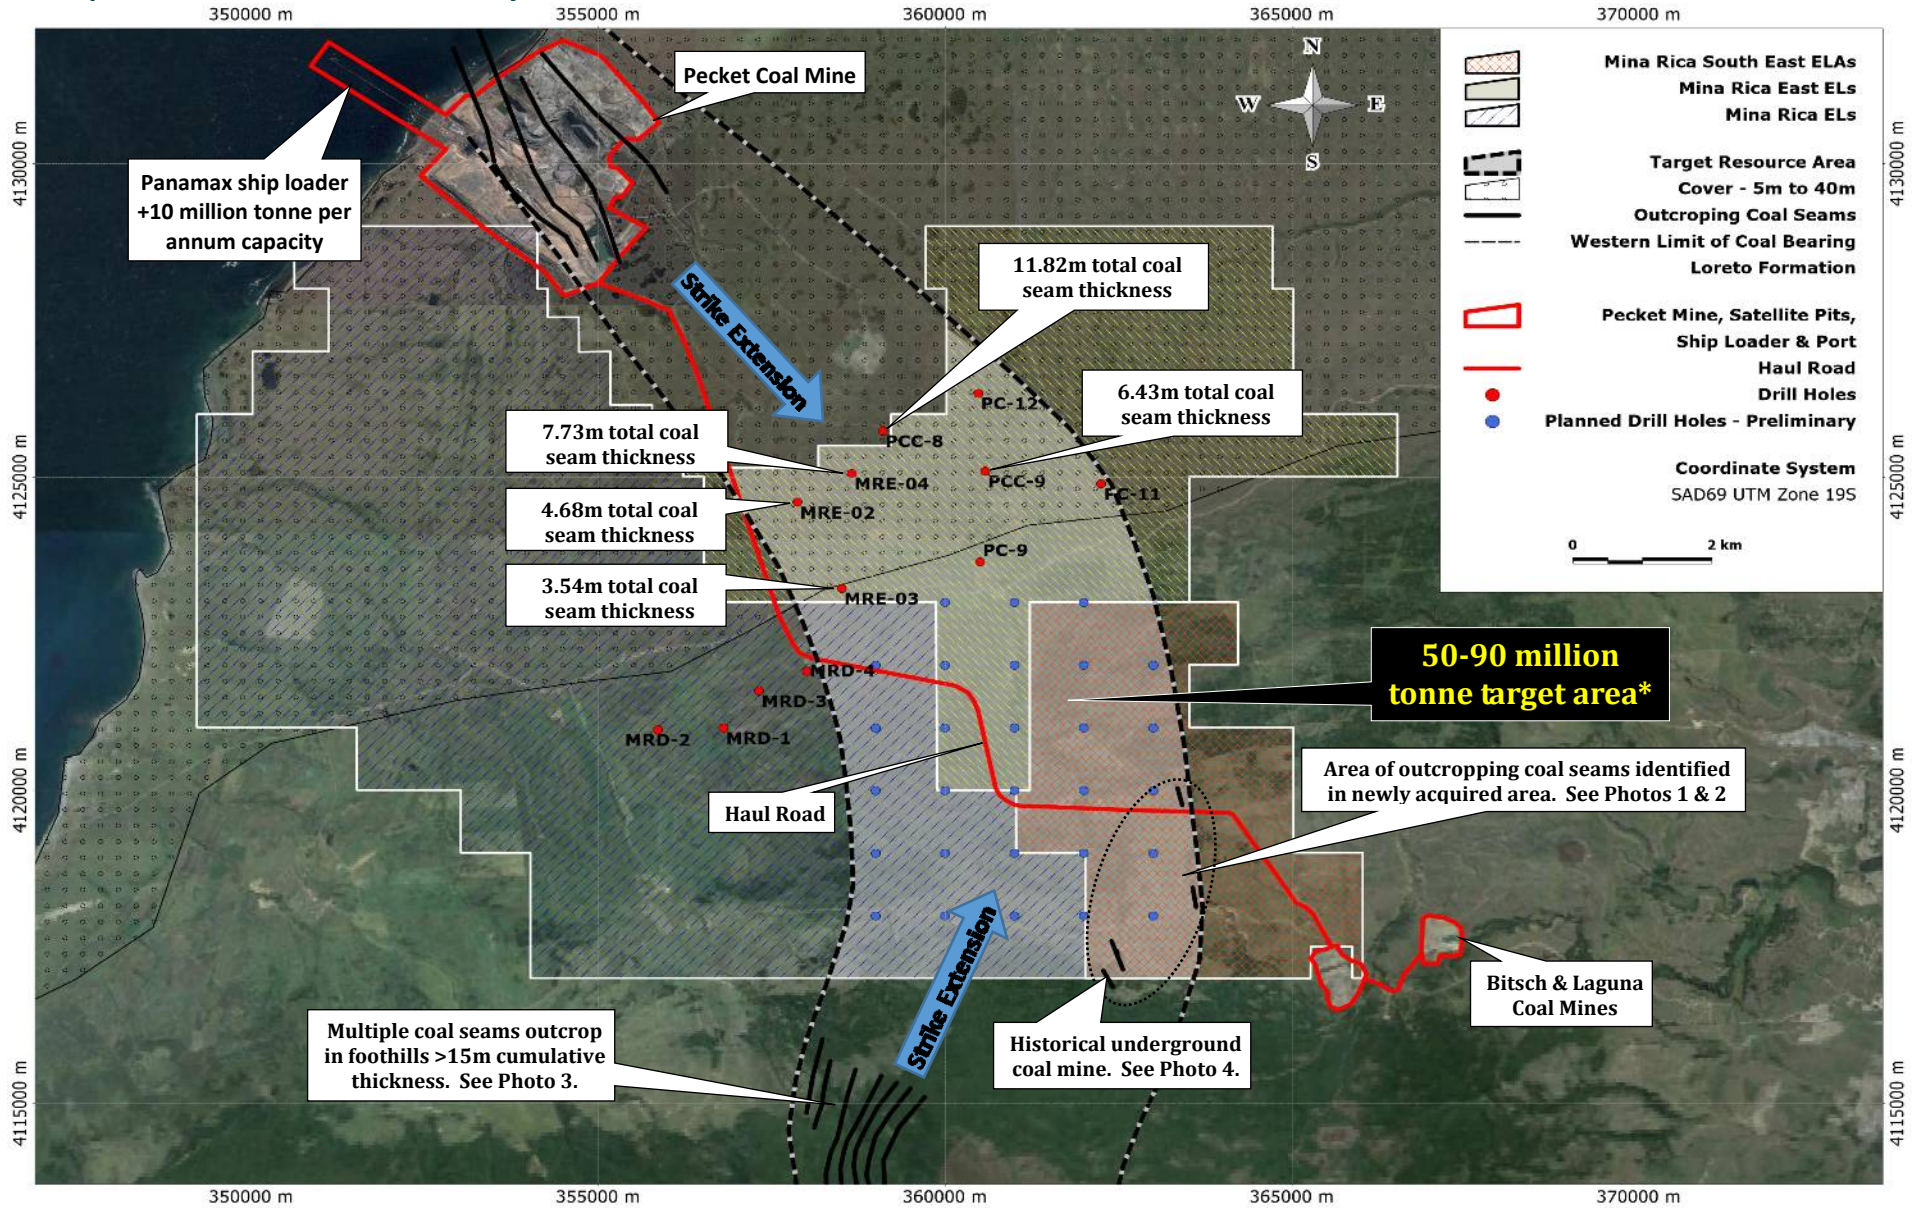 350000 m
355000 m
360000 m
365000 m
370000 m
4130000 m
4125000 m
4120000 m
4115000 m
Pecket Coal Mine
Panamax ship loader
+10 million tonne per
annum capacity
N
W
E
S
Mina Rica South East ELAs
Mina Rica East ELs
Mina Rica ELs
Target Resource Area
Cover - 5m to 40m
Outcroping Coal Seams
Western Limit of Coal Bearing
Loreto Formation
Pecket Mine, Satellite Pits,
Ship Loader & Port
Haul Road
Drill Holes
Planned Drill Holes - Preliminary
Coordinate System
SAD69 UTM Zone 19S
0
2 km
4130000 m
4125000 m
4120000 m
4115000 m
Strike Extension
11.82m total coal
seam thickness
6.43m total coal
seam thickness
7.73m total coal
seam thickness
4.68m total coal
seam thickness
3.54m total coal
seam thickness
PC-12
PCC-8
MRE-04
PCC-9
PC-11
MRE-02
PC-9
MRE-03
MRD-4
MRD-3
MRD-2
MRD-1
50-90 million
tonne target area*
Haul Road
Area of outcropping coal seams identified
in newly acquired area. See Photos 1 & 2
Strike Extension
Bitsch & Laguna
Coal Mines
Multiple coal seams outcrop
in foothills >15m cumulative
thickness. See Photo 3.
Historical underground
coal mine. See Photo 4.
350000 m
355000 m
360000 m
365000 m
370000 m